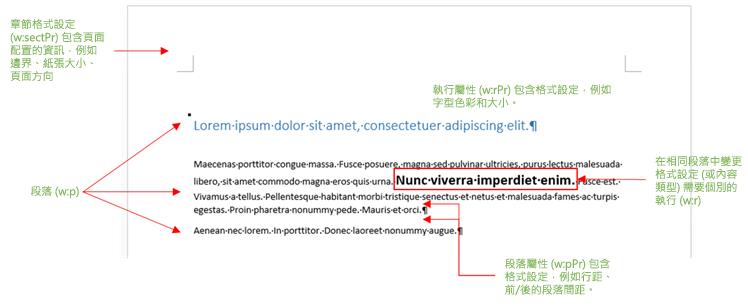 章節格式設定
(w:sectPr) 包含頁面
配置的資訊，例如
邊界、紙張大小、
頁面方向
執行屬性 (w:rPr) 包含格式設定，例如
字型色彩和大小。
Lorem·ipsum·dolor·sit·amet,·consectetuer·adipiscing·elit.¶
段落 (w:p)
Maecenas·porttitor·congue·massa.·Fusce·posuere,·magna·sed·pulvinar·ultricies,·purus·lectus·malesuada·
libero,·sit·amet·commodo·magna·eros·quis·urna.·Nunc·viverra·imperdiet·enim.·Fusce·est.·
Vivamus·a·tellus.·Pellentesque·habitant·morbi·tristique·senectus·et·netus·et·malesuada·fames·ac·turpis·
egestas.·Proin·pharetra·nonummy·pede.·Mauris·et·orci.¶
Aenean·nec·lorem.·In·porttitor.·Donec·laoreet·nonummy·augue.¶
在相同段落中變更
格式設定 (或內容
類型) 需要個別的
執行 (w:r)
段落屬性 (w:pPr) 包含
格式設定，例如行距、
前/後的段落間距。